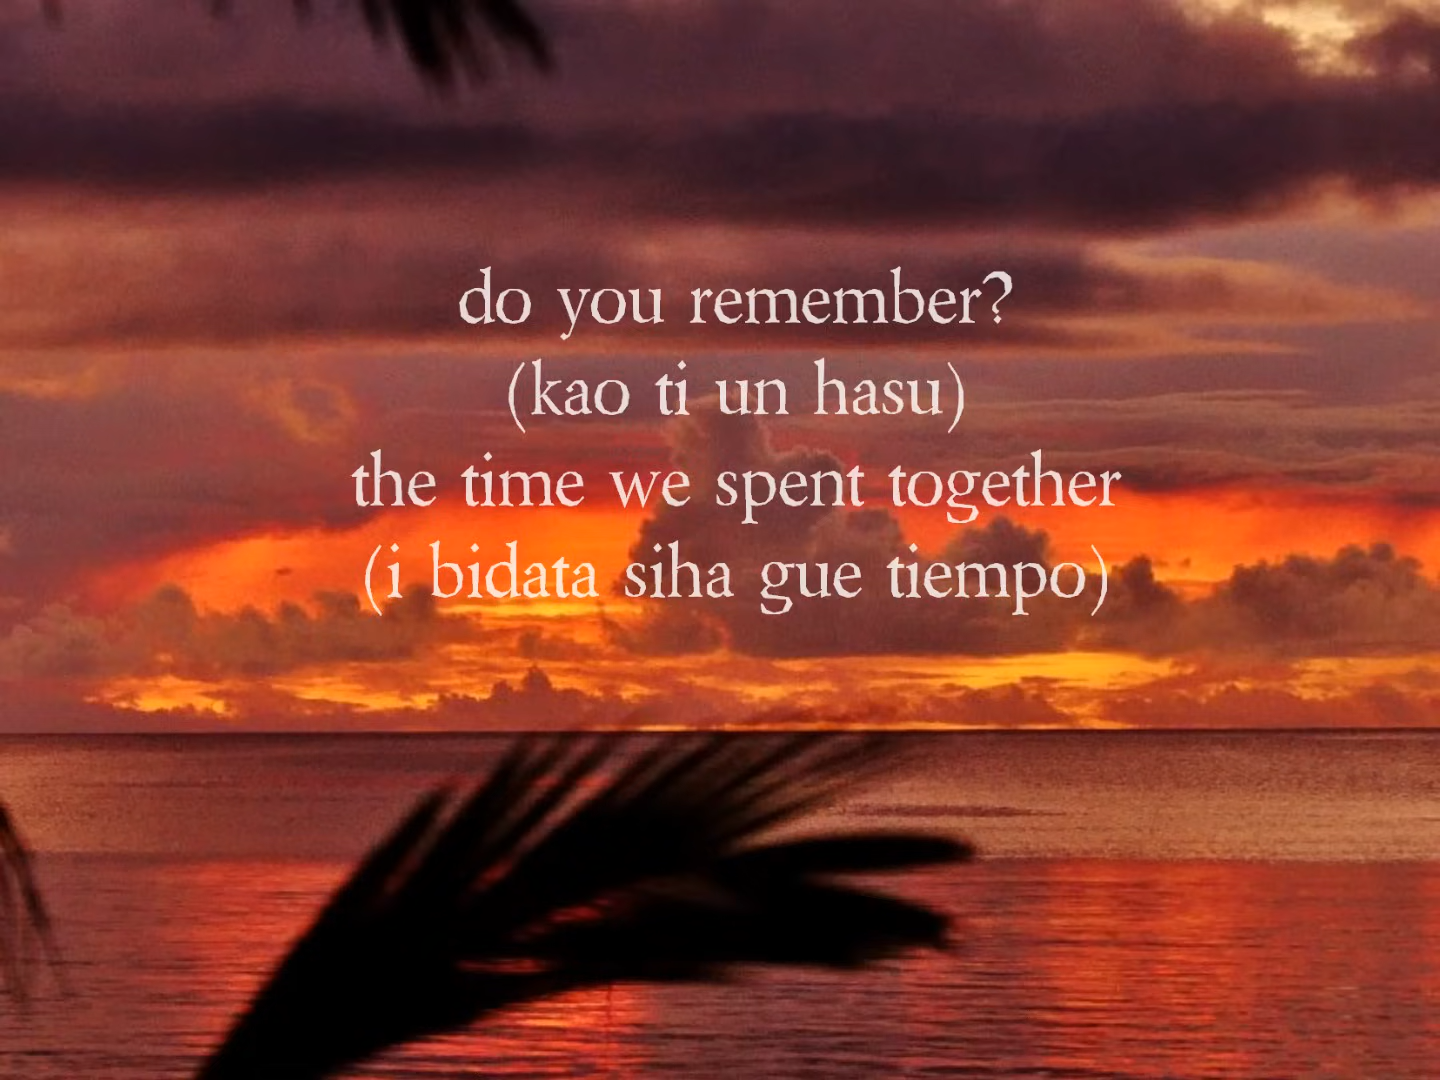 do you remember?
(kao ti un hasu)
the time we spent together
(i bidata siha gue tiempo)